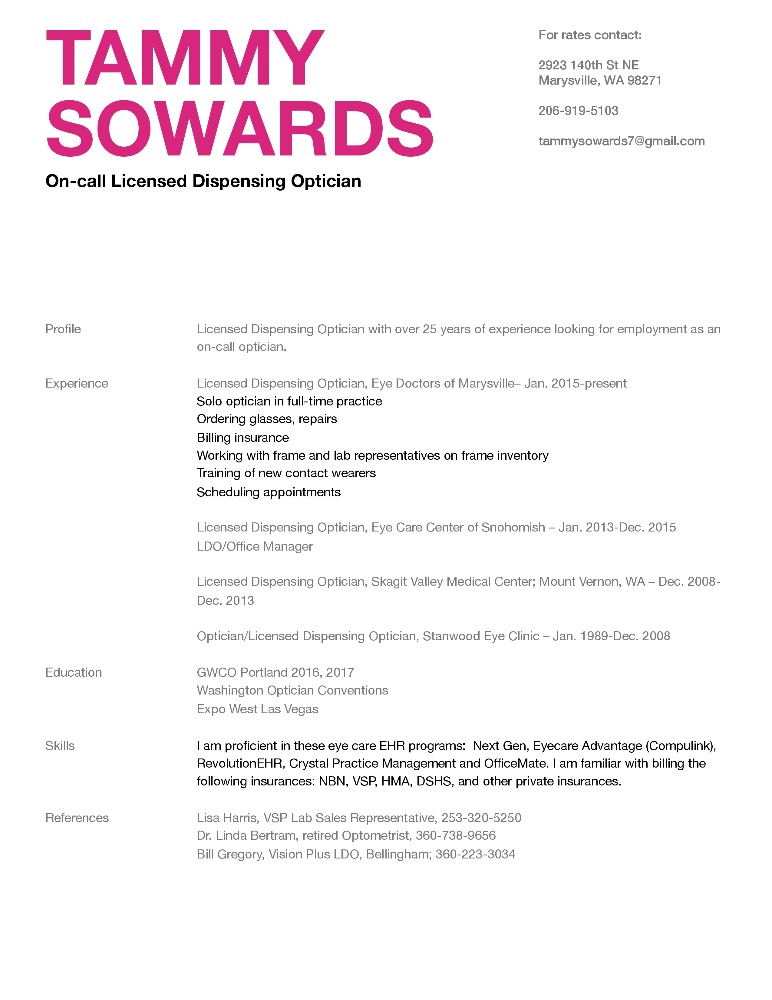 TAMMY
SOWARDS
On-call Licensed Dispensing Optician
For rates contact:
2923 140th St NE
Marysville, WA 98271
206-919-5103
tammysowards7@gmail.com
Profile
Licensed Dispensing Optician with over 25 years of experience looking for employment as an
on-call optician.
Experience
Licensed Dispensing Optician, Eye Doctors of Marysville– Jan. 2015-present
Solo optician in full-time practice
Ordering glasses, repairs
Billing insurance
Working with frame and lab representatives on frame inventory
Training of new contact wearers
Scheduling appointments
Licensed Dispensing Optician, Eye Care Center of Snohomish – Jan. 2013-Dec. 2015
LDO/Office Manager
Licensed Dispensing Optician, Skagit Valley Medical Center; Mount Vernon, WA – Dec. 2008-
Dec. 2013
Optician/Licensed Dispensing Optician, Stanwood Eye Clinic – Jan. 1989-Dec. 2008
Education
GWCO Portland 2016, 2017
Washington Optician Conventions
Expo West Las Vegas
Skills
I am proficient in these eye care EHR programs:  Next Gen, Eyecare Advantage (Compulink),
RevolutionEHR, Crystal Practice Management and OfficeMate. I am familiar with billing the
following insurances: NBN, VSP, HMA, DSHS, and other private insurances.
References
Lisa Harris, VSP Lab Sales Representative, 253-320-5250
Dr. Linda Bertram, retired Optometrist, 360-738-9656
Bill Gregory, Vision Plus LDO, Bellingham; 360-223-3034